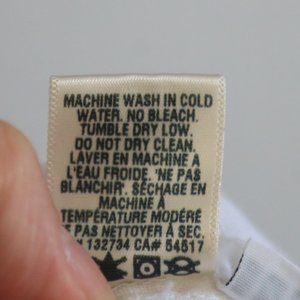 MACHINE WASH IN COLD
WATER. NO BLEACH.
TUMBLE DRY LOW.
DO NOT DRY CLEAN.
LAVER EN MACHINE À
L'EAU FROIDE. 'NE PAS
BLANCHIR'. SÉCHAGE EN
MACHINE À
TEMPÉRATURE MODÉRÉ
PAS NETTOYER À SEC.
132734 CA# 54517